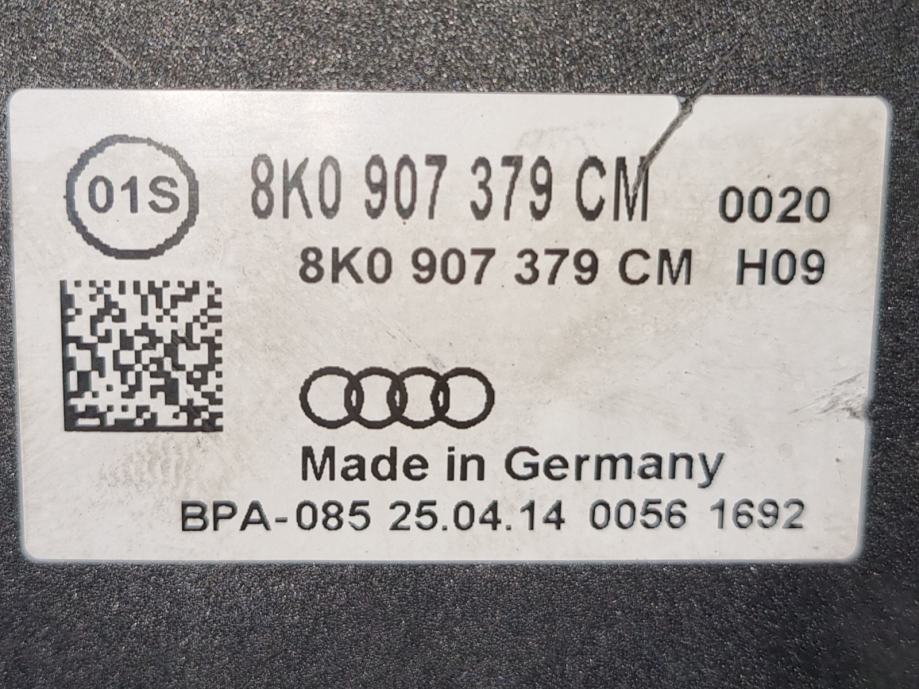 01S
8K0 907 379 CM 0020
8K0 907 379 CM H09
Made in Germany
BPA-085 25.04.14 0056 1692